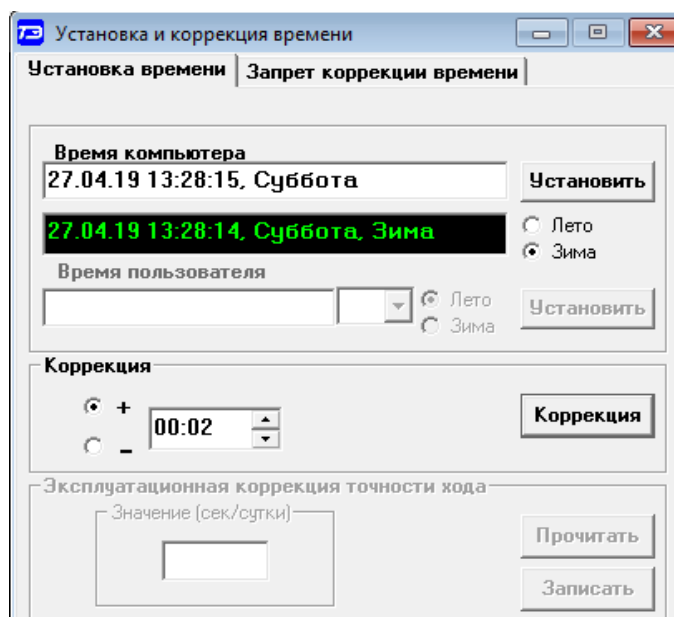 ТЭ Установка и коррекция времени
Установка времени Запрет коррекции времени
Время компьютера
27.04.19 13:28:15, Суббота Установить
27.04.19 13:28:14, Суббота, Зима Лето
Зима
Время пользователя
Лето Установить
Зима
Коррекция
+ 00:02 Коррекция
–
Эксплуатационная коррекция точности хода
Значение (сек/сутки)
Прочитать
Записать